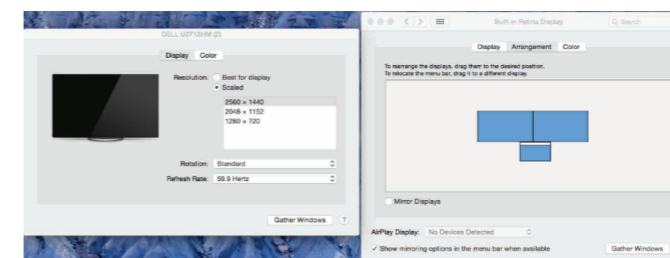 DELL U2713HM (2)
Display Color
Resolution: Best for display
Scaled
2560 × 1440
2048 × 1152
1280 × 720
Rotation: Standard
Refresh Rate: 59.9 Hertz
Gather Windows ?
Built-in Retina Display
Search
Display Arrangement Color
To rearrange the displays, drag them to the desired position.
To relocate the menu bar, drag it to a different display.
Mirror Displays
AirPlay Display: No Devices Detected
Show mirroring options in the menu bar when available
Gather Windows